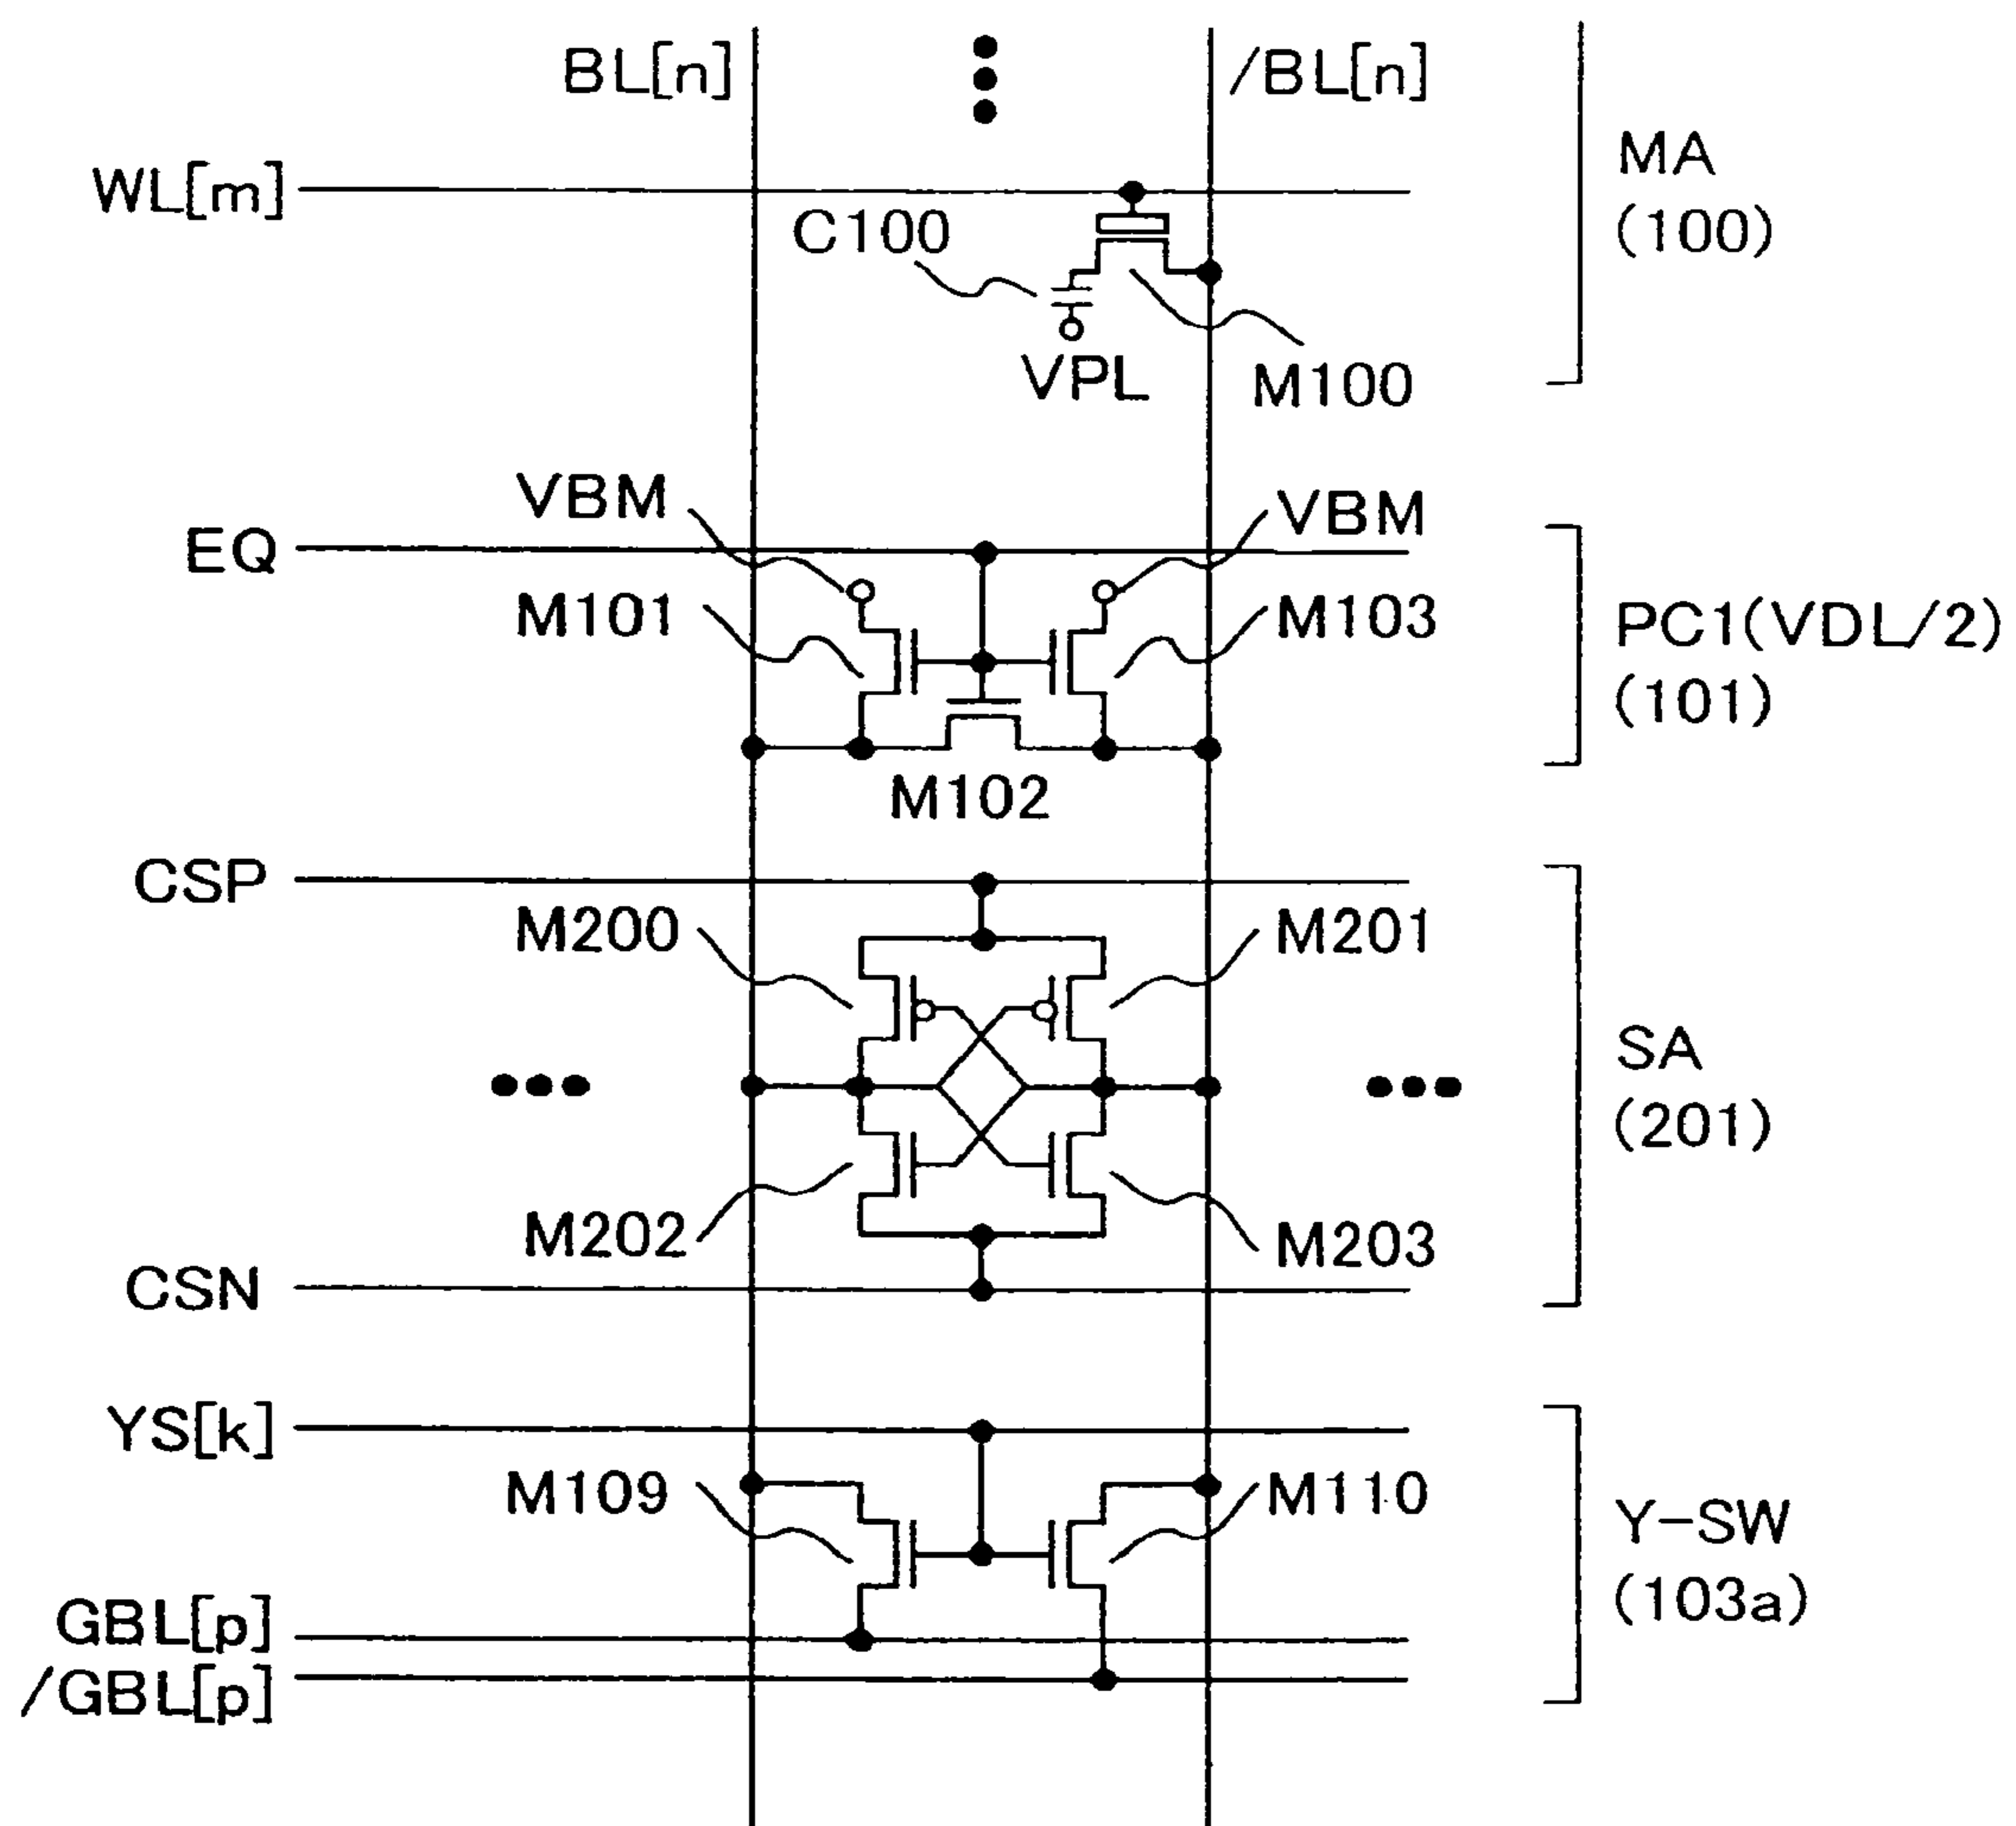 BL[n]
/BL[n]
WL[m]
C100
MA
(100)
VPL
M100
VBM
VBM
EQ
M101
M103
PC1(VDL/2)
(101)
M102
CSP
M200
M201
SA
(201)
M202
M203
CSN
YS[k]
M109
M110
Y-SW
(103a)
GBL[p]
/GBL[p]